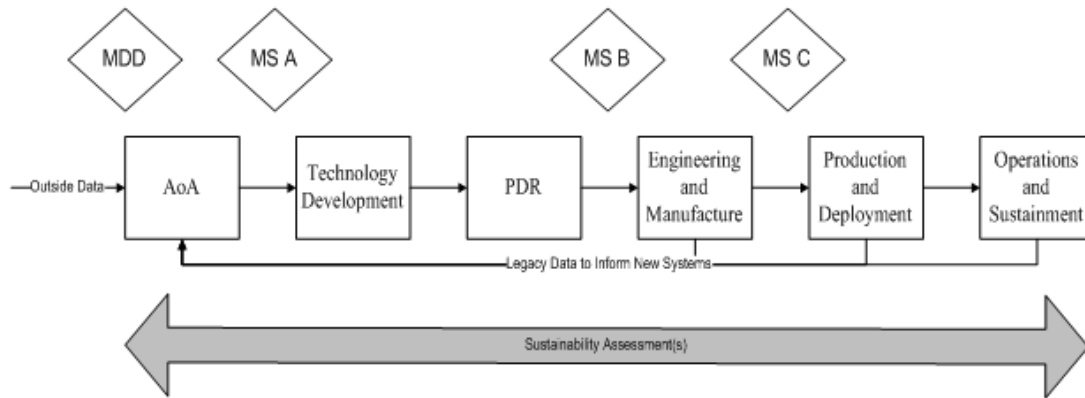 MDD
MS A
MS B
MS C
Outside Data
AoA
Technology
Development
PDR
Engineering
and
Manufacture
Production
and
Deployment
Operations
and
Sustainment
Legacy Data to Inform New Systems
Sustainability Assessment(s)